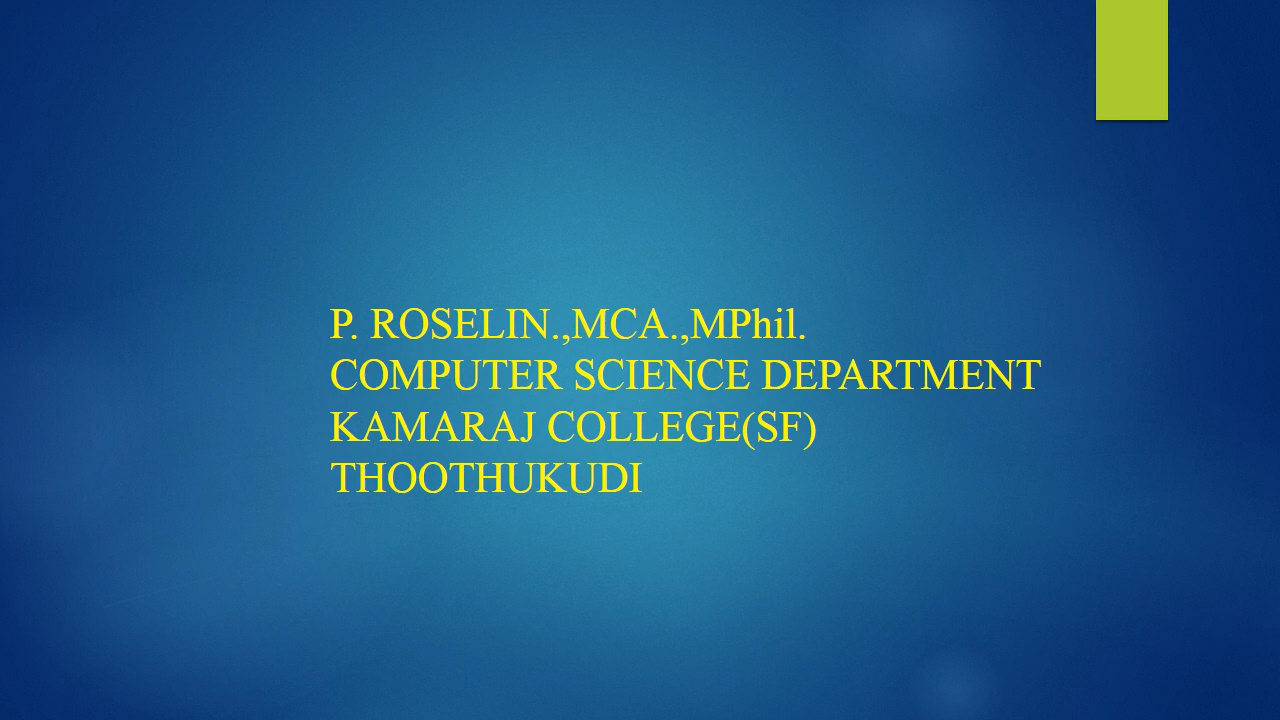 P. ROSELIN.,MCA.,MPhil.
COMPUTER SCIENCE DEPARTMENT
KAMARAJ COLLEGE(SF)
THOOTHUKUDI